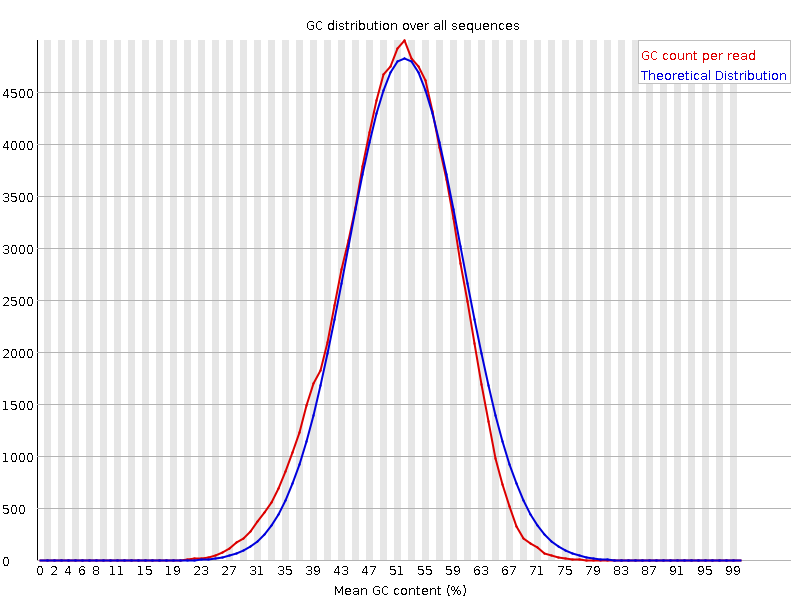 GC distribution over all sequences
GC count per read
Theoretical Distribution
4500
4000
3500
3000
2500
2000
1500
1000
500
0
0 2 4 6 8 11 15 19 23 27 31 35 39 43 47 51 55 59 63 67 71 75 79 83 87 91 95 99
Mean GC content (%)